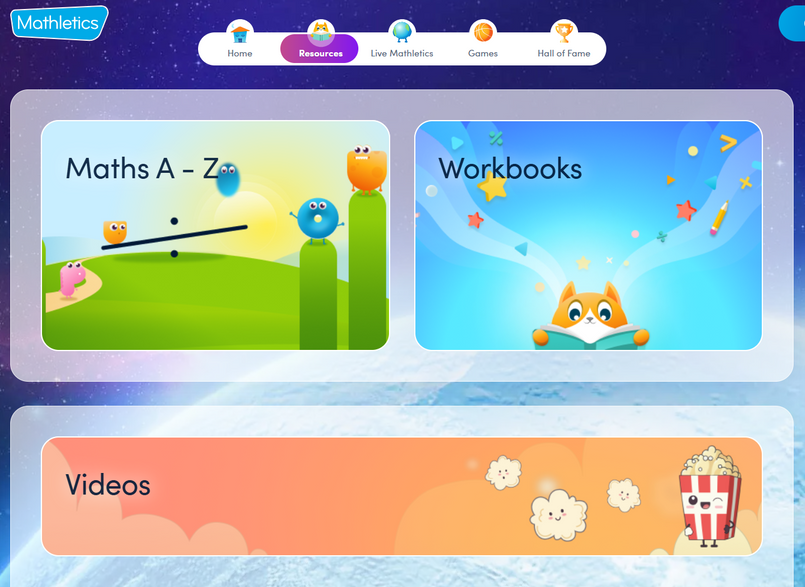 Mathletics
Home
Resources
Live Mathletics
Games
Hall of Fame
Maths A - Z
Workbooks
Videos